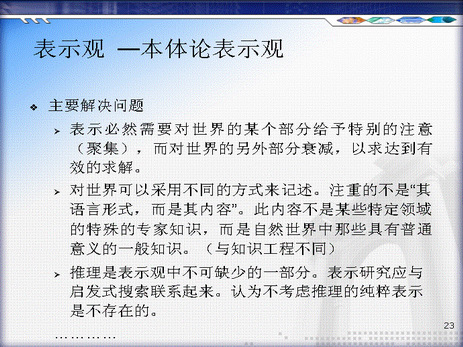 表示观 —本体论表示观
❖ 主要解决问题
➢ 表示必然需要对世界的某个部分给予特别的注意
（聚集），而对世界的另外部分衰减，以求达到有
效的求解。
➢ 对世界可以采用不同的方式来记述。注重的不是“其
语言形式，而是其内容”。此内容不是某些特定领域
的特殊的专家知识，而是自然世界中那些具有普通
意义的一般知识。（与知识工程不同）
➢ 推理是表示观中不可缺少的一部分。表示研究应与
启发式搜索联系起来。认为不考虑推理的纯粹表示
是不存在的。
…………
23